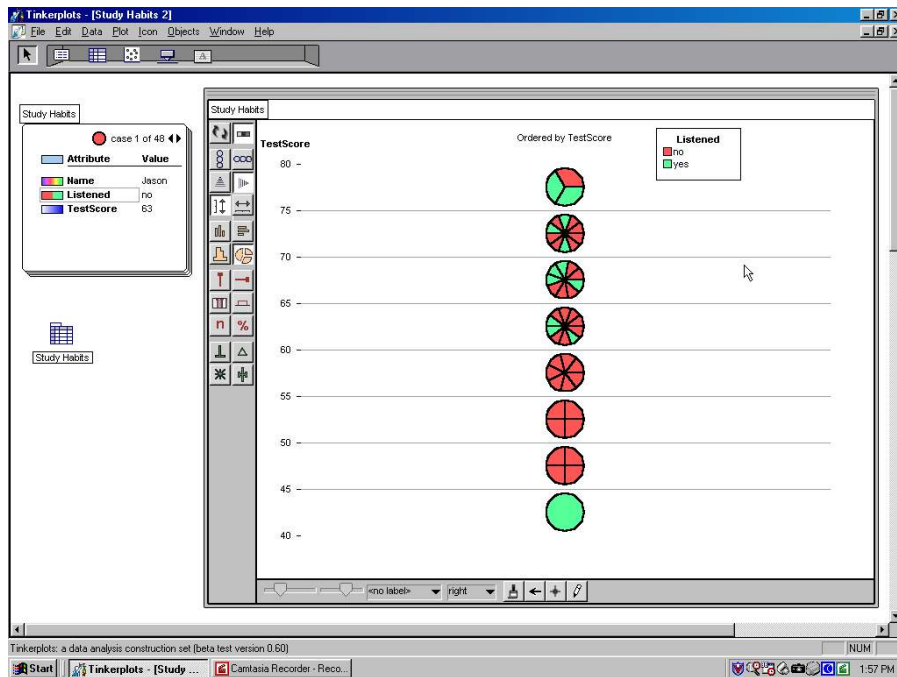 Tinkerplots - [Study Habits 2]
File Edit Data Plot Icon Objects Window Help
A
Study Habits
case 1 of 48
Attribute Value
Name Jason
Listened no
TestScore 63
Study Habits
Study Habits
n %
TestScore
Ordered by TestScore
Listened
no
yes
80
75
70
65
60
55
50
45
40
<no label> right
Tinkerplots: a data analysis construction set (beta test version 0.60) NUM
Start Tinkerplots - [Study ... Camtasia Recorder - Reco... 1:57 PM